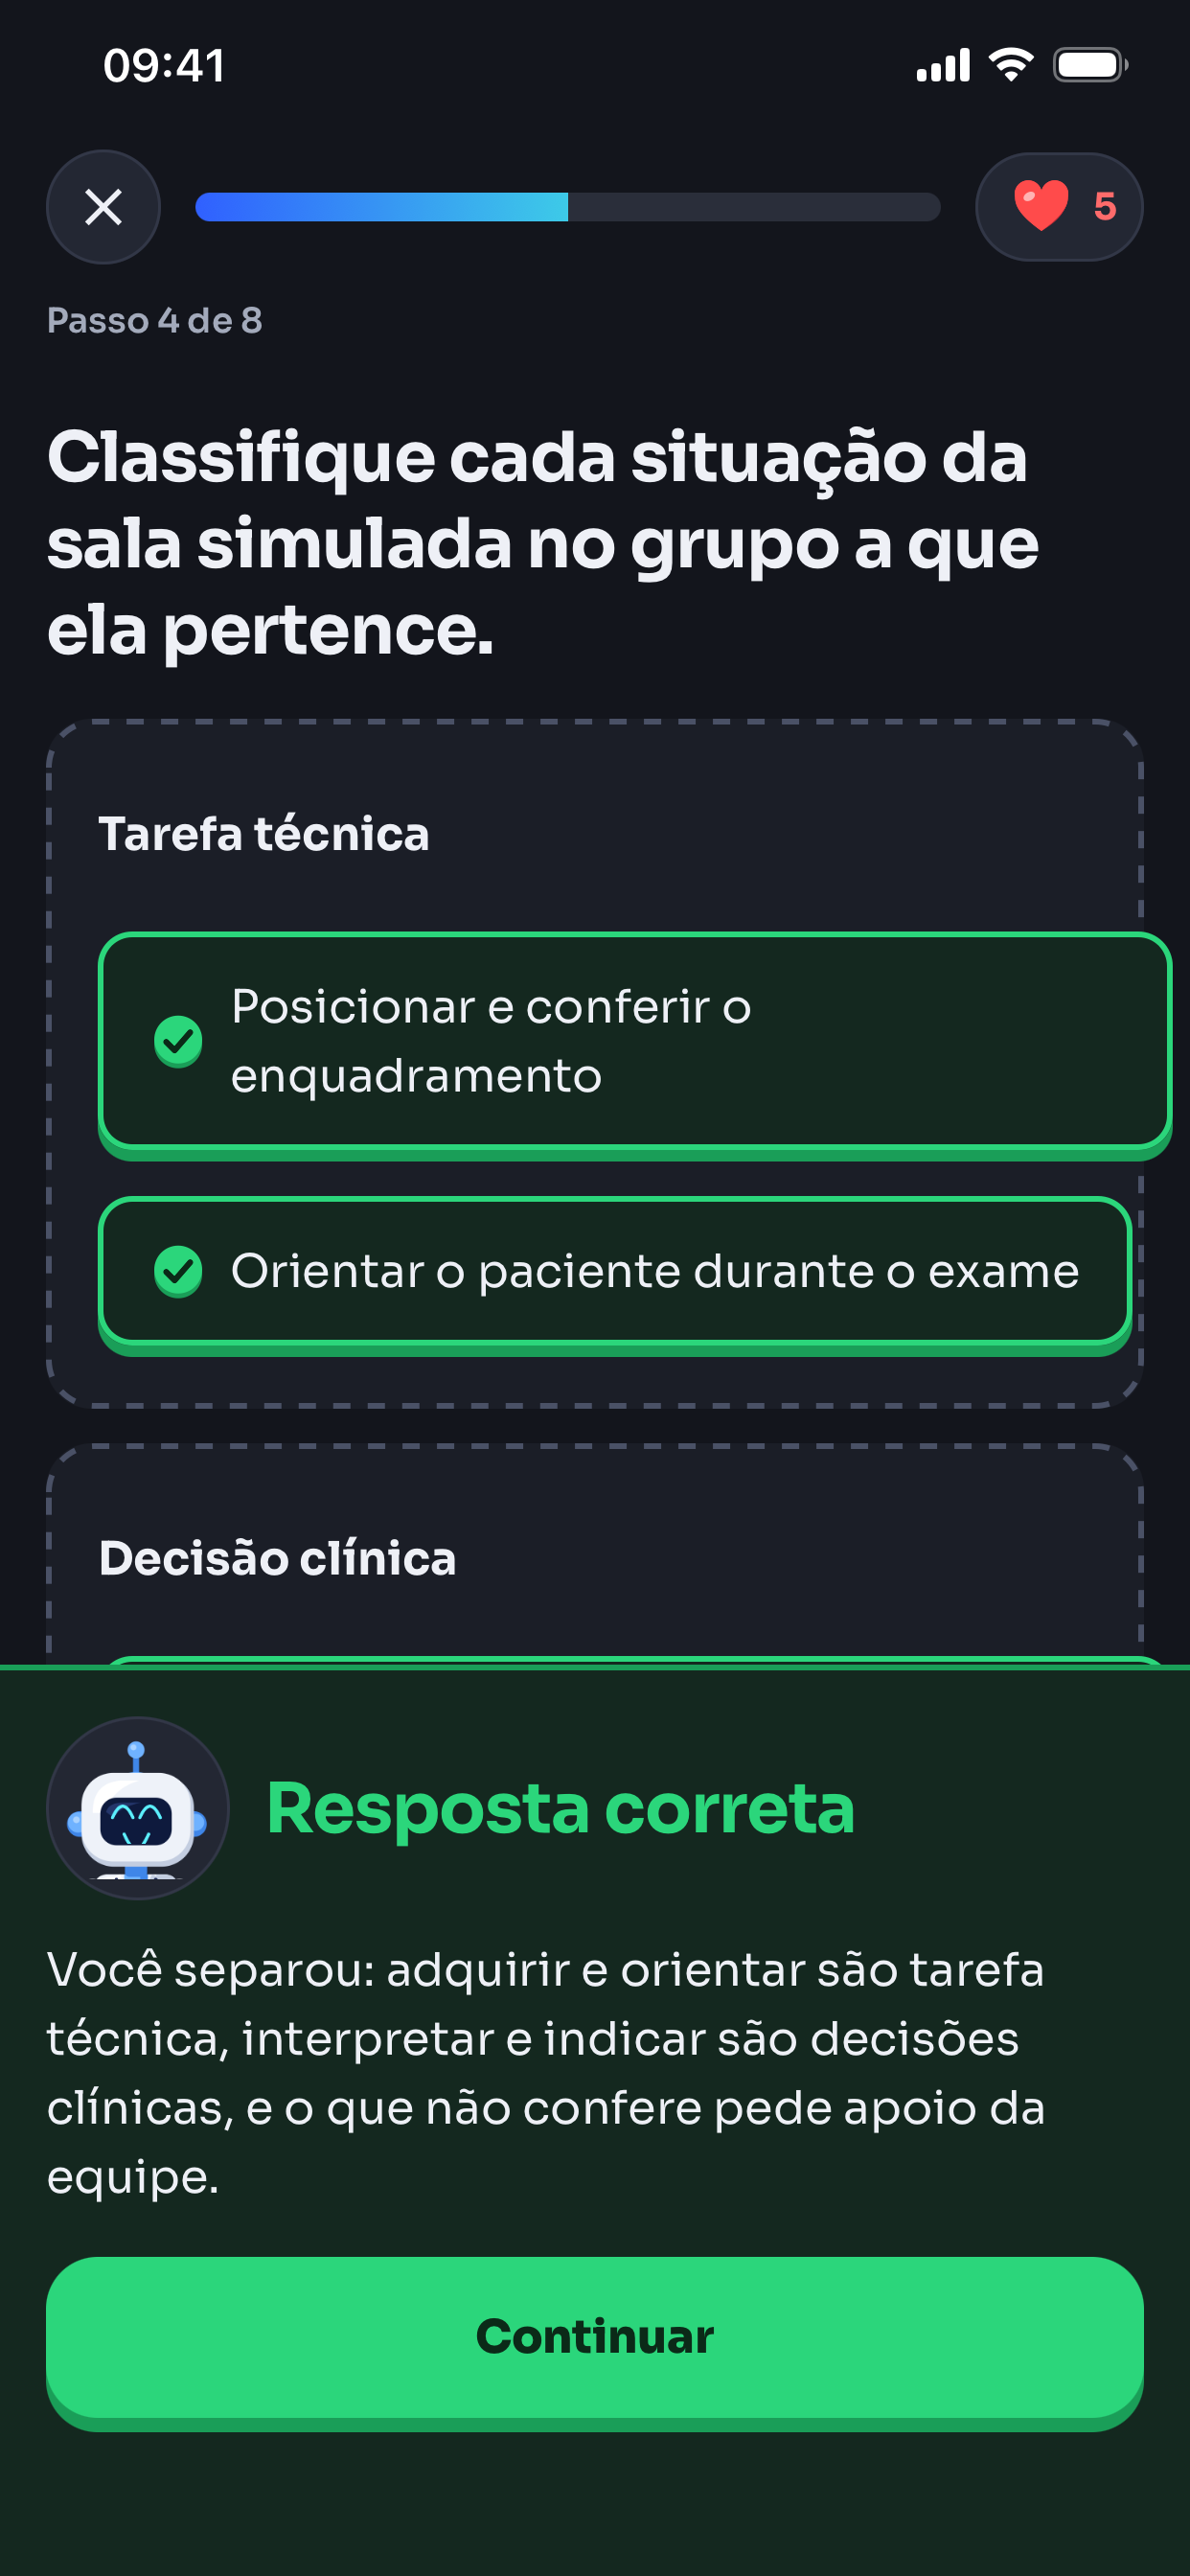 09:41
5
Passo 4 de 8
Classifique cada situação da
sala simulada no grupo a que
ela pertence.
Tarefa técnica
Posicionar e conferir o
enquadramento
Orientar o paciente durante o exame
Decisão clínica
Resposta correta
Você separou: adquirir e orientar são tarefa
técnica, interpretar e indicar são decisões
clínicas, e o que não confere pede apoio da
equipe.
Continuar